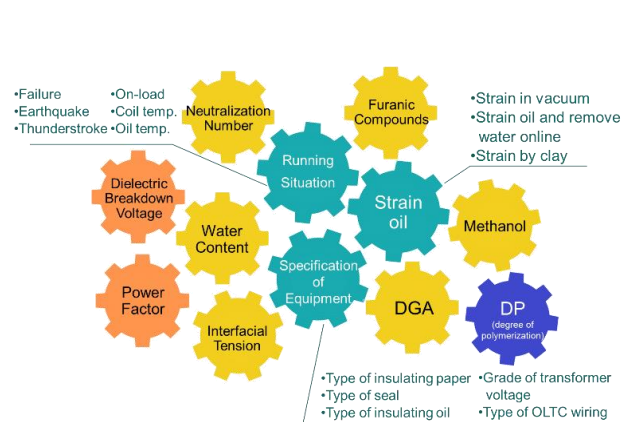 •Failure
•Earthquake
•Thunderstroke
•On-load
•Coil temp.
•Oil temp.
Neutralization
Number
Furanic
Compounds
•Strain in vacuum
•Strain oil and remove
water online
•Strain by clay
Running
Situation
Dielectric
Breakdown
Voltage
Strain
oil
Water
Content
Methanol
Specification
of
Equipment
Power
Factor
DGA
DP
(degree of
polymerization)
Interfacial
Tension
•Type of insulating paper
•Type of seal
•Type of insulating oil
•Grade of transformer
voltage
•Type of OLTC wiring